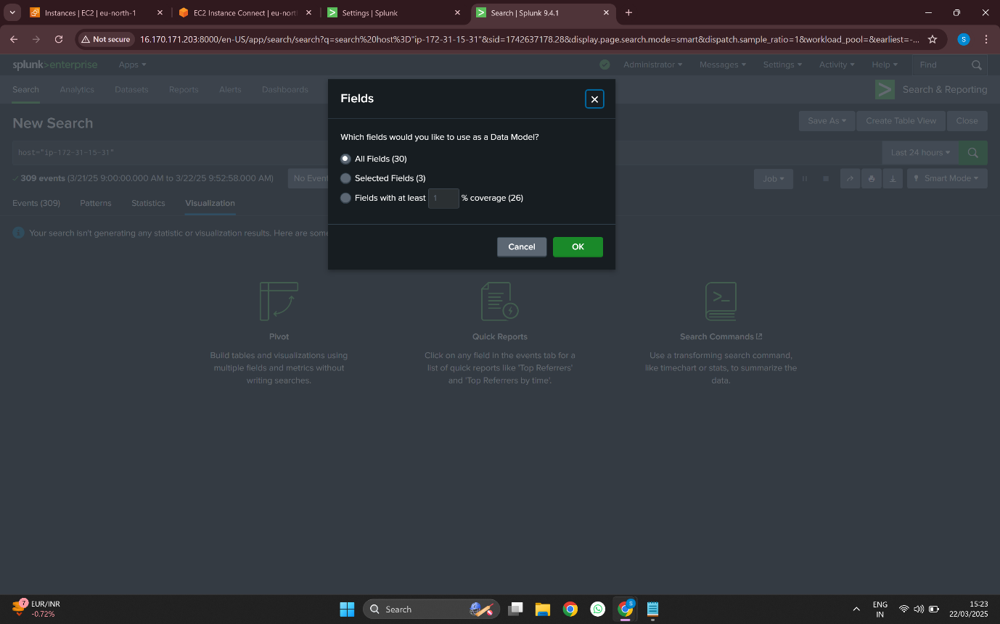 Instances | EC2 | eu-north-1
EC2 Instance Connect | eu-nort
Settings | Splunk
Search | Splunk 9.4.1
Not secure
16.170.171.203:8000/en-US/app/search/search?q=search%20host%3D"ip-172-31-15-31"&sid=1742637178.28&display.page.search.mode=smart&dispatch.sample_ratio=1&workload_pool=&earliest=-...
S
splunk>enterprise
Apps
Administrator
Messages
Settings
Activity
Help
Find
Search
Analytics
Datasets
Reports
Alerts
Dashboards
Search & Reporting
New Search
Save As
Create Table View
Close
host="ip-172-31-15-31"
Last 24 hours
309 events (3/21/25 9:00:00.000 AM to 3/22/25 9:52:58.000 AM)
No Event
Job
Smart Mode
Events (309)
Patterns
Statistics
Visualization
Your search isn't generating any statistic or visualization results. Here are some
Fields
Which fields would you like to use as a Data Model?
All Fields (30)
Selected Fields (3)
Fields with at least 1 % coverage (26)
Cancel
OK
Pivot
Build tables and visualizations using
multiple fields and metrics without
writing searches.
Quick Reports
Click on any field in the events tab for a
list of quick reports like 'Top Referrers'
and 'Top Referrers by time'.
Search Commands
Use a transforming search command,
like timechart or stats, to summarize the
data.
7
EUR/INR
-0.72%
Search
S
ENG
IN
15:23
22/03/2025